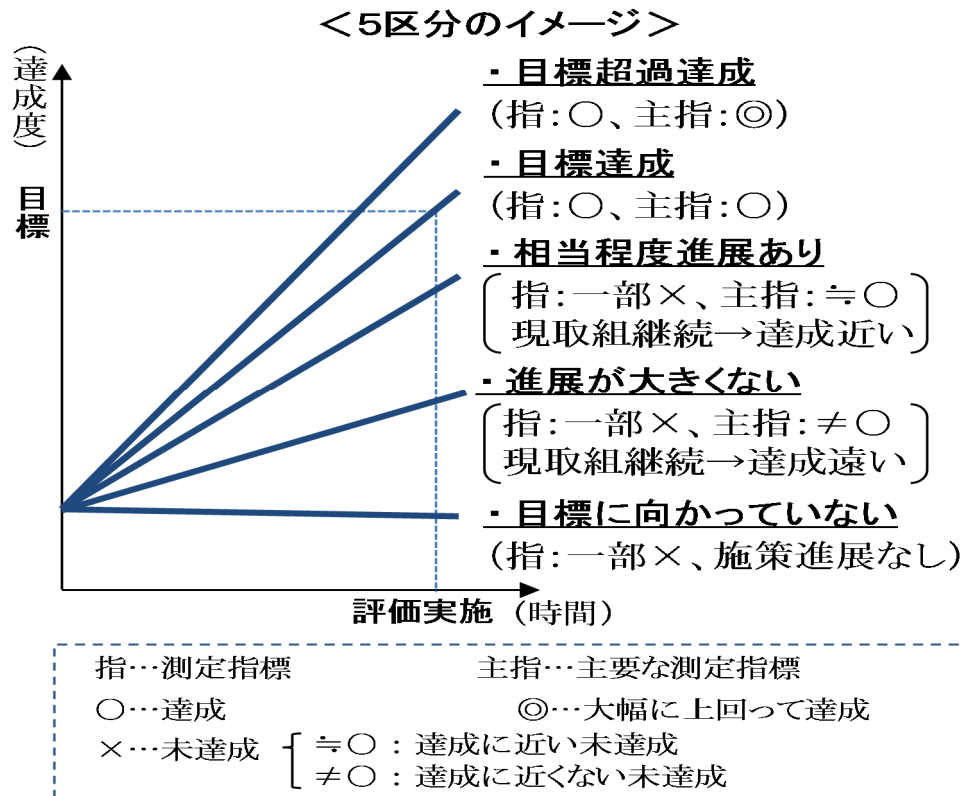 ＜５区分のイメージ＞
（達成度）
目標
・目標超過達成
（指：○、主指：◎）
・目標達成
（指：○、主指：○）
・相当程度進展あり
指：一部×、主指：≒○
現取組継続→達成近い
・進展が大きくない
指：一部×、主指：≠○
現取組継続→達成遠い
・目標に向かっていない
（指：一部×、施策進展なし）
評価実施（時間）
指…測定指標 主指…主要な測定指標
○…達成 ◎…大幅に上回って達成
×…未達成
≒○：達成に近い未達成
≠○：達成に近くない未達成